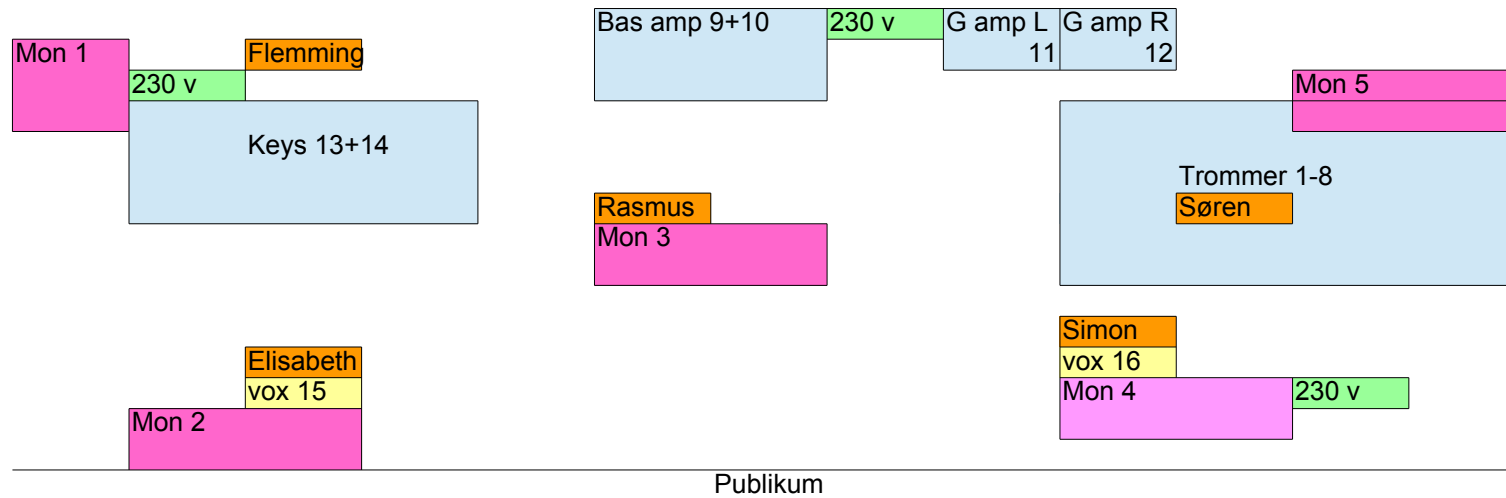 Bas amp 9+10
230 v
G amp L
11
G amp R
12
Mon 1
Flemming
230 v
Mon 5
Keys 13+14
Trommer 1-8
Rasmus
Søren
Mon 3
Simon
Elisabeth
vox 16
vox 15
Mon 4
230 v
Mon 2
Publikum